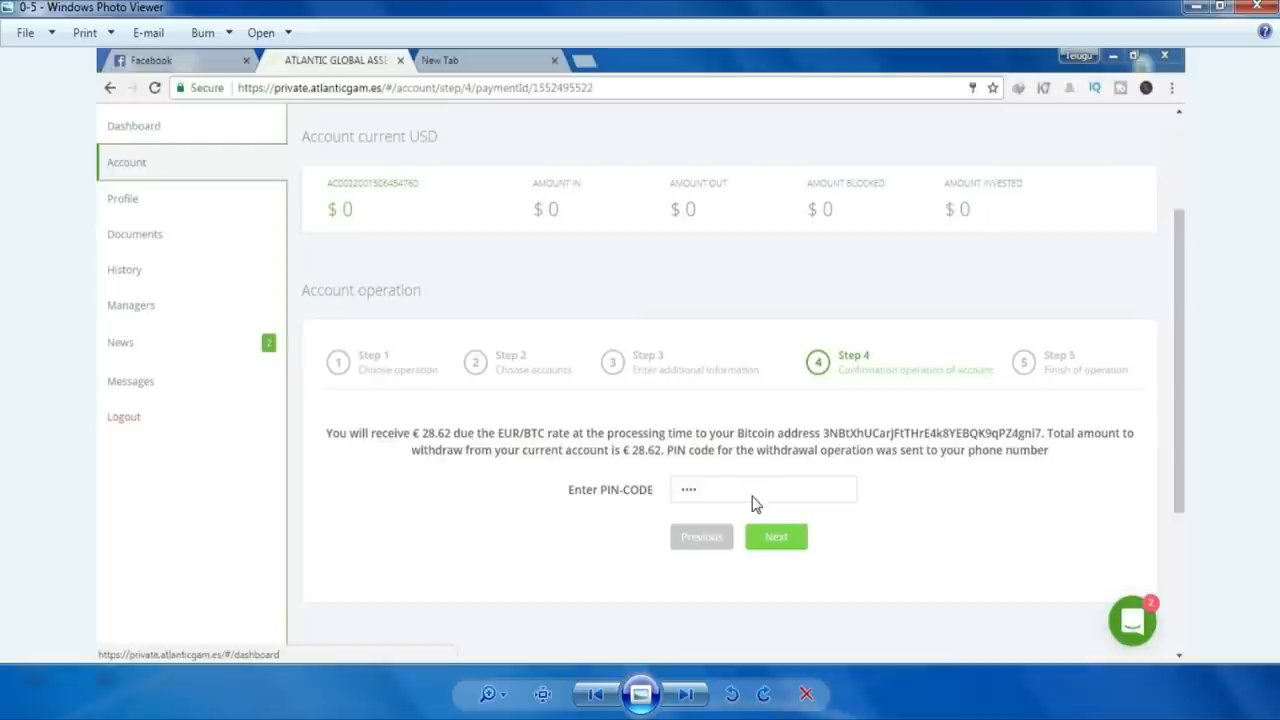 0-5 - Windows Photo Viewer
File Print E-mail Burn Open
Facebook ATLANTIC GLOBAL ASSE New Tab Telugu
Secure https://private.atlanticgam.es/#/account/step/4/paymentId/1552495522 IQ
Dashboard
Account
Profile
Documents
History
Managers
News 2
Messages
Logout
Account current USD
AMOUNT IN AMOUNT OUT AMOUNT BLOCKED AMOUNT INVESTED
$ 0 $ 0 $ 0 $ 0 $ 0
Account operation
1 Step 1 2 Step 2 3 Step 3 4 Step 4 5 Step 5
Choose operation Choose accounts Enter additional information Confirmation operation of account Finish of operation
You will receive € 28.62 due the EUR/BTC rate at the processing time to your Bitcoin address 3NBtXhUCarJFtTHrE4k8YEBQK9qPZ4gni7. Total amount to
withdraw from your current account is € 28.62. PIN code for the withdrawal operation was sent to your phone number
Enter PIN-CODE ••••
Previous Next
2
https://private.atlanticgam.es/#/dashboard